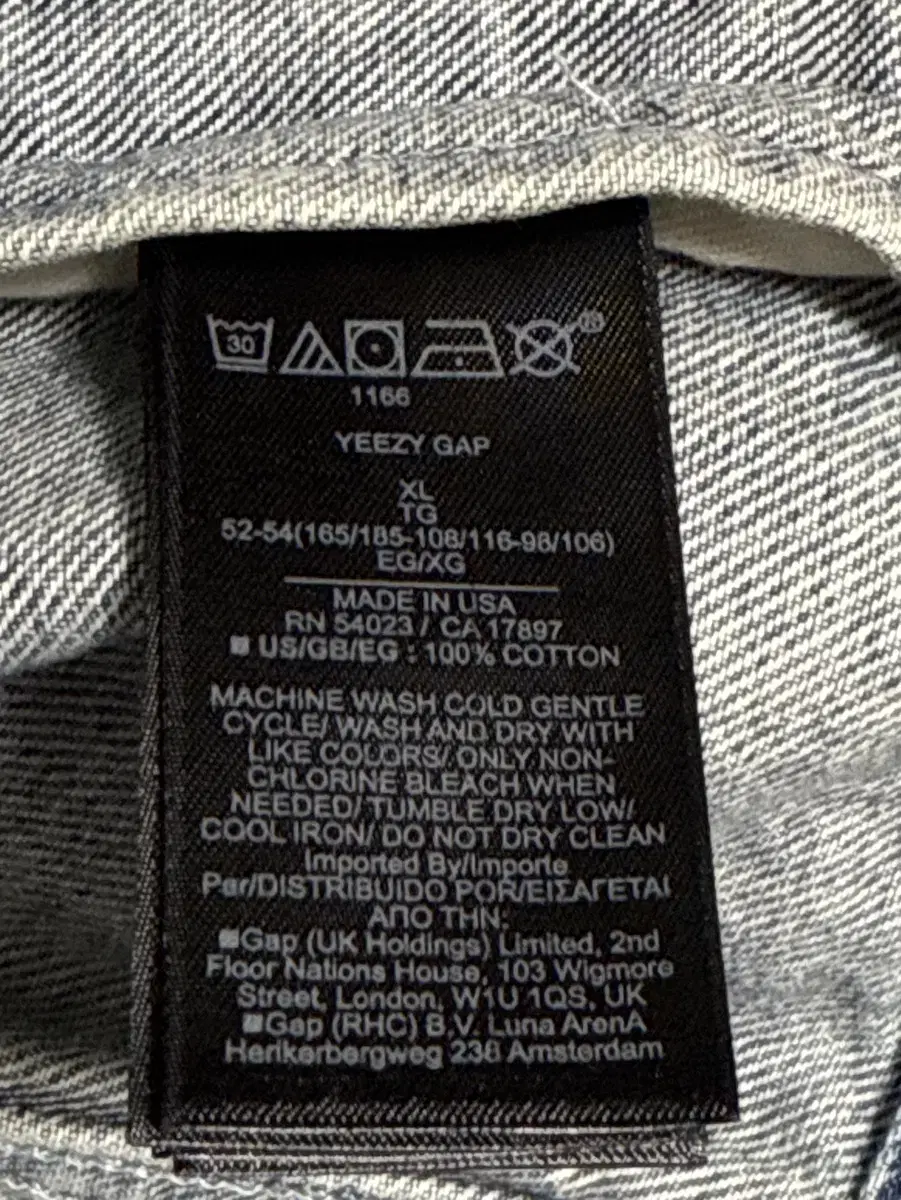 30
®
1166
YEEZY GAP
XL
TG
52-54(165/185-108/116-98/106)
EG/XG
MADE IN USA
RN 54023 / CA 17897
US/GB/EG : 100% COTTON
MACHINE WASH COLD GENTLE
CYCLE/ WASH AND DRY WITH
LIKE COLORS/ ONLY NON-
CHLORINE BLEACH WHEN
NEEDED/ TUMBLE DRY LOW/
COOL IRON/ DO NOT DRY CLEAN
Imported By/Importe
Par/DISTRIBUIDO POR/ΕΙΣΑΓΕΤΑΙ
ΑΠΟ ΤΗΝ:
Gap (UK Holdings) Limited, 2nd
Floor Nations House, 103 Wigmore
Street, London, W1U 1QS, UK
Gap (RHC) B.V. Luna ArenA
Herikerbergweg 238 Amsterdam